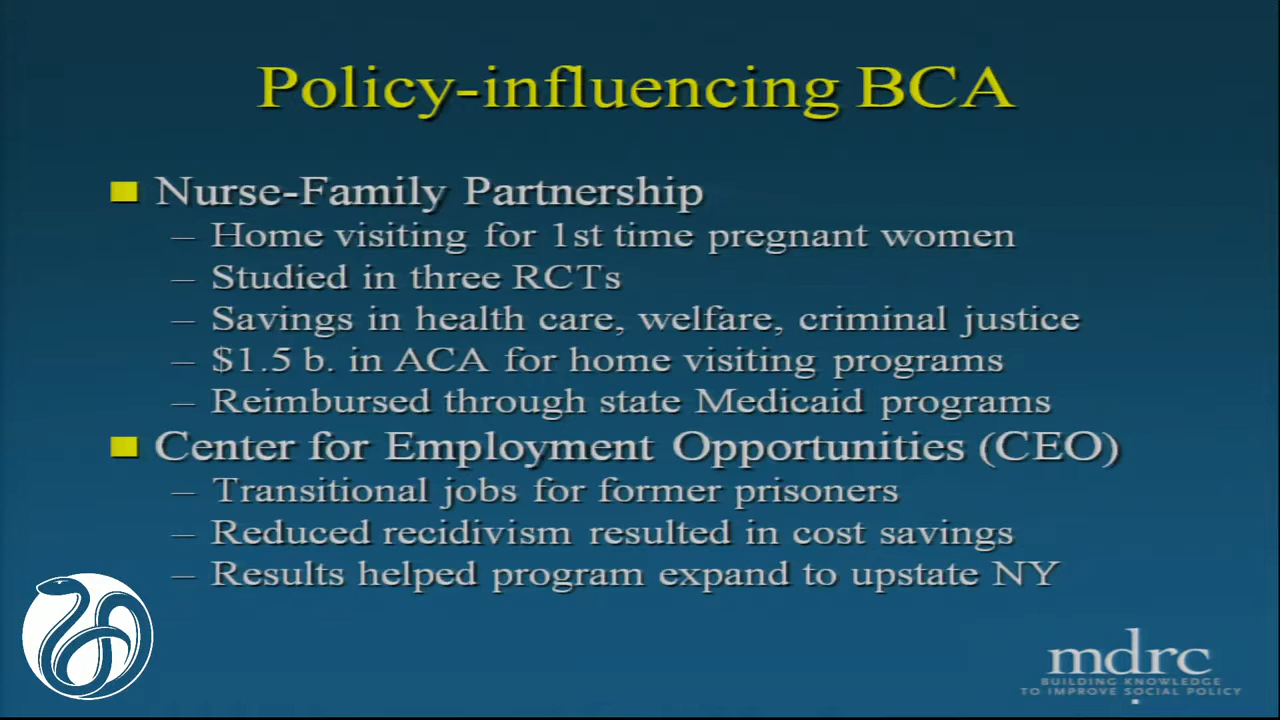 Policy-influencing BCA
Nurse-Family Partnership
– Home visiting for 1st time pregnant women
– Studied in three RCTs
– Savings in health care, welfare, criminal justice
– $1.5 b. in ACA for home visiting programs
– Reimbursed through state Medicaid programs
Center for Employment Opportunities (CEO)
– Transitional jobs for former prisoners
– Reduced recidivism resulted in cost savings
– Results helped program expand to upstate NY
mdrc
BUILDING KNOWLEDGE
TO IMPROVE SOCIAL POLICY